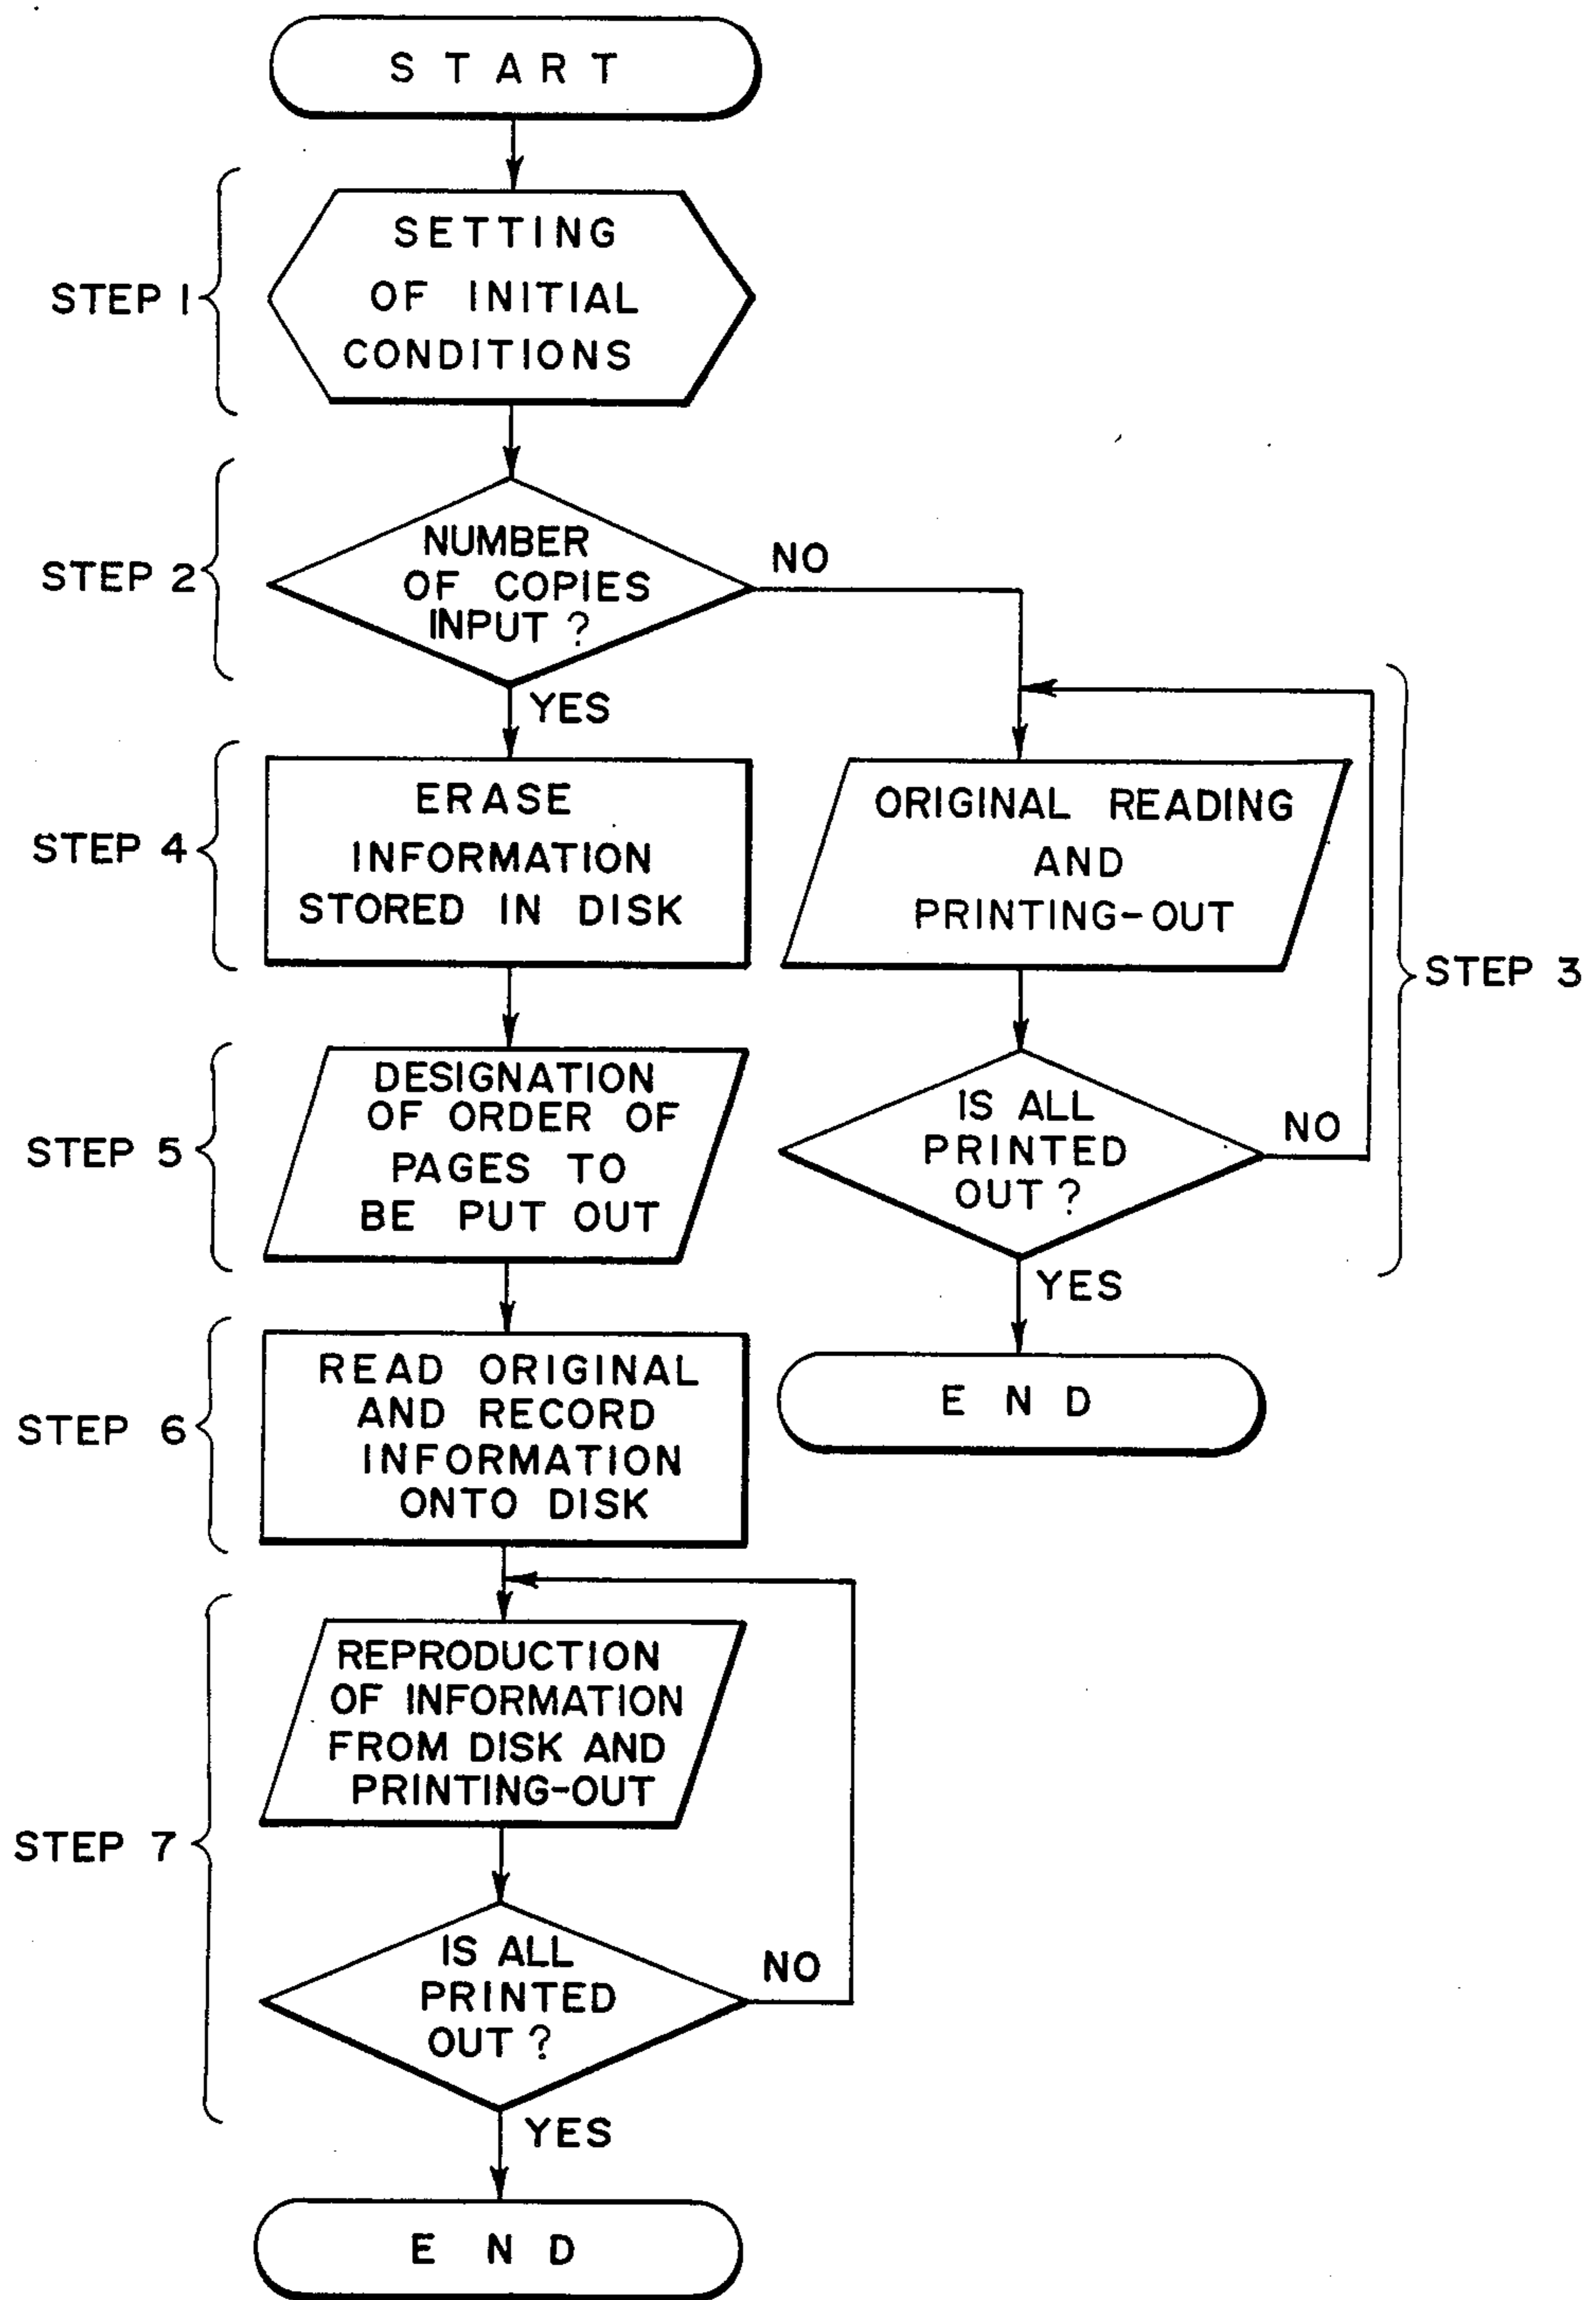 START
STEP 1
SETTING
OF INITIAL
CONDITIONS
STEP 2
NUMBER
OF COPIES
INPUT ?
NO
YES
STEP 4
ERASE
INFORMATION
STORED IN DISK
ORIGINAL READING
AND
PRINTING-OUT
STEP 3
STEP 5
DESIGNATION
OF ORDER OF
PAGES TO
BE PUT OUT
IS ALL
PRINTED
OUT ?
NO
YES
END
STEP 6
READ ORIGINAL
AND RECORD
INFORMATION
ONTO DISK
STEP 7
REPRODUCTION
OF INFORMATION
FROM DISK AND
PRINTING-OUT
IS ALL
PRINTED
OUT ?
NO
YES
END